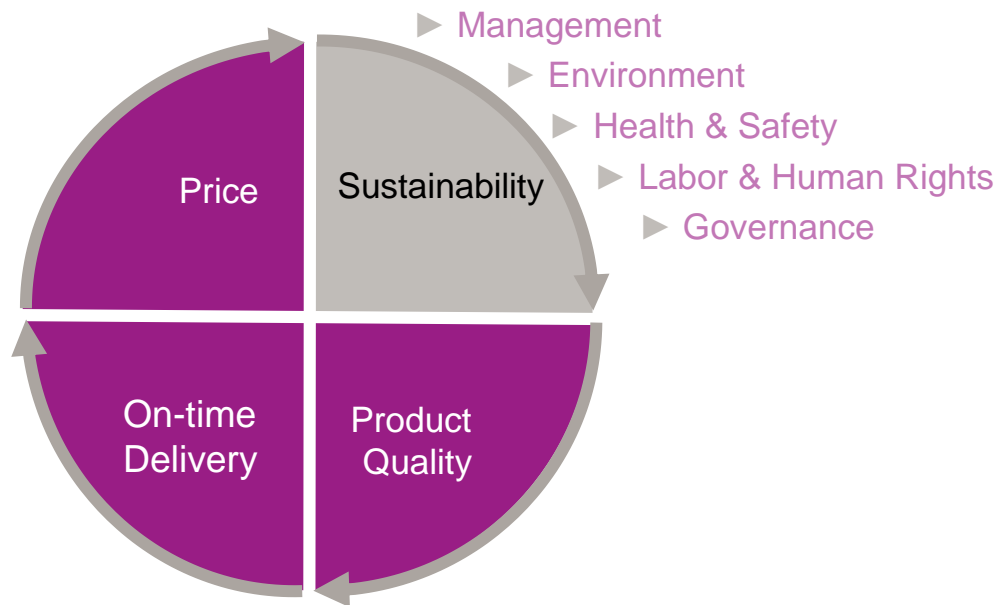 Management
Environment
Health & Safety
Labor & Human Rights
Governance
Price
Sustainability
On-time
Delivery
Product
Quality